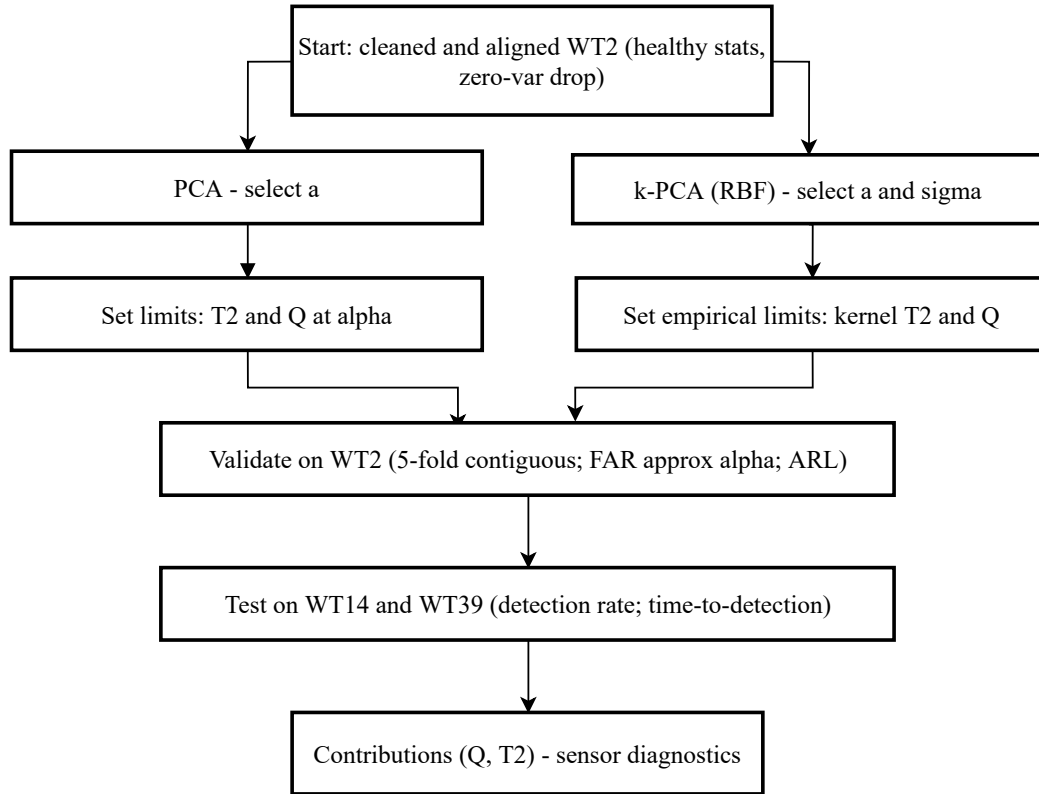 Start: cleaned and aligned WT2 (healthy stats,
zero-var drop)
PCA - select a
k-PCA (RBF) - select a and sigma
Set limits: T2 and Q at alpha
Set empirical limits: kernel T2 and Q
Validate on WT2 (5-fold contiguous; FAR approx alpha; ARL)
Test on WT14 and WT39 (detection rate; time-to-detection)
Contributions (Q, T2) - sensor diagnostics